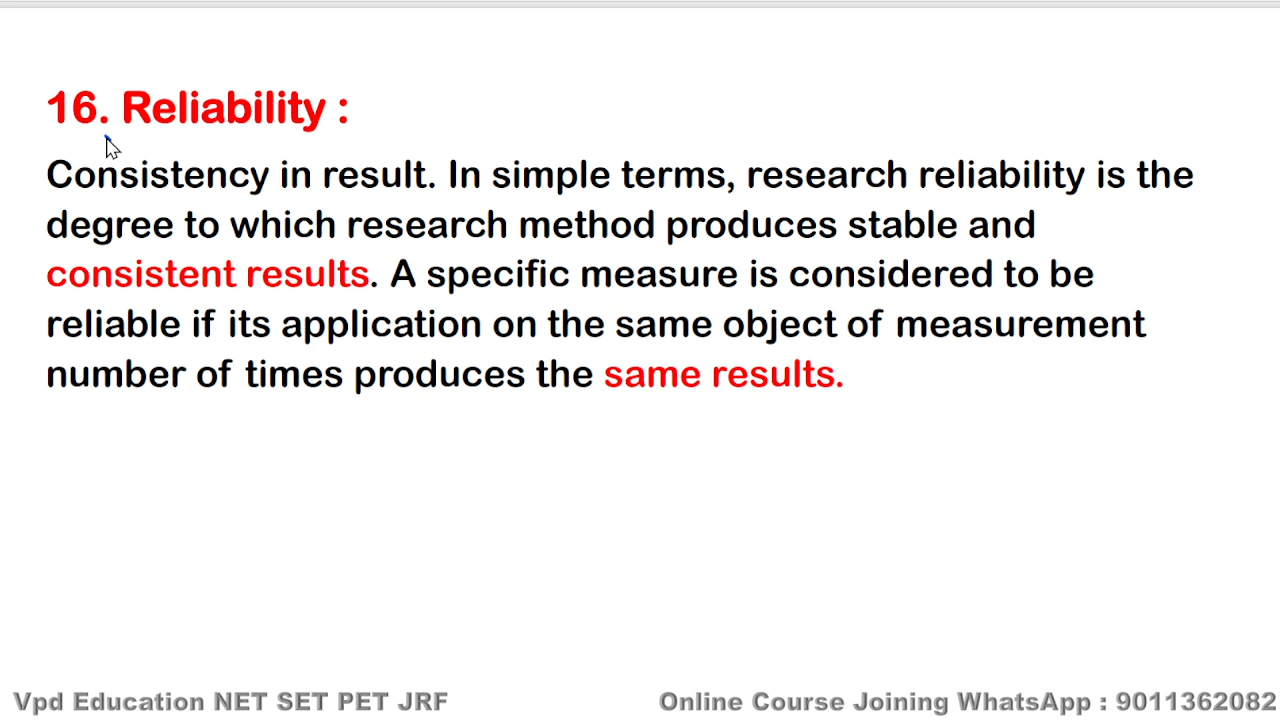 16. Reliability :
Consistency in result. In simple terms, research reliability is the
degree to which research method produces stable and
consistent results. A specific measure is considered to be
reliable if its application on the same object of measurement
number of times produces the same results.
Vpd Education NET SET PET JRF
Online Course Joining WhatsApp : 9011362082